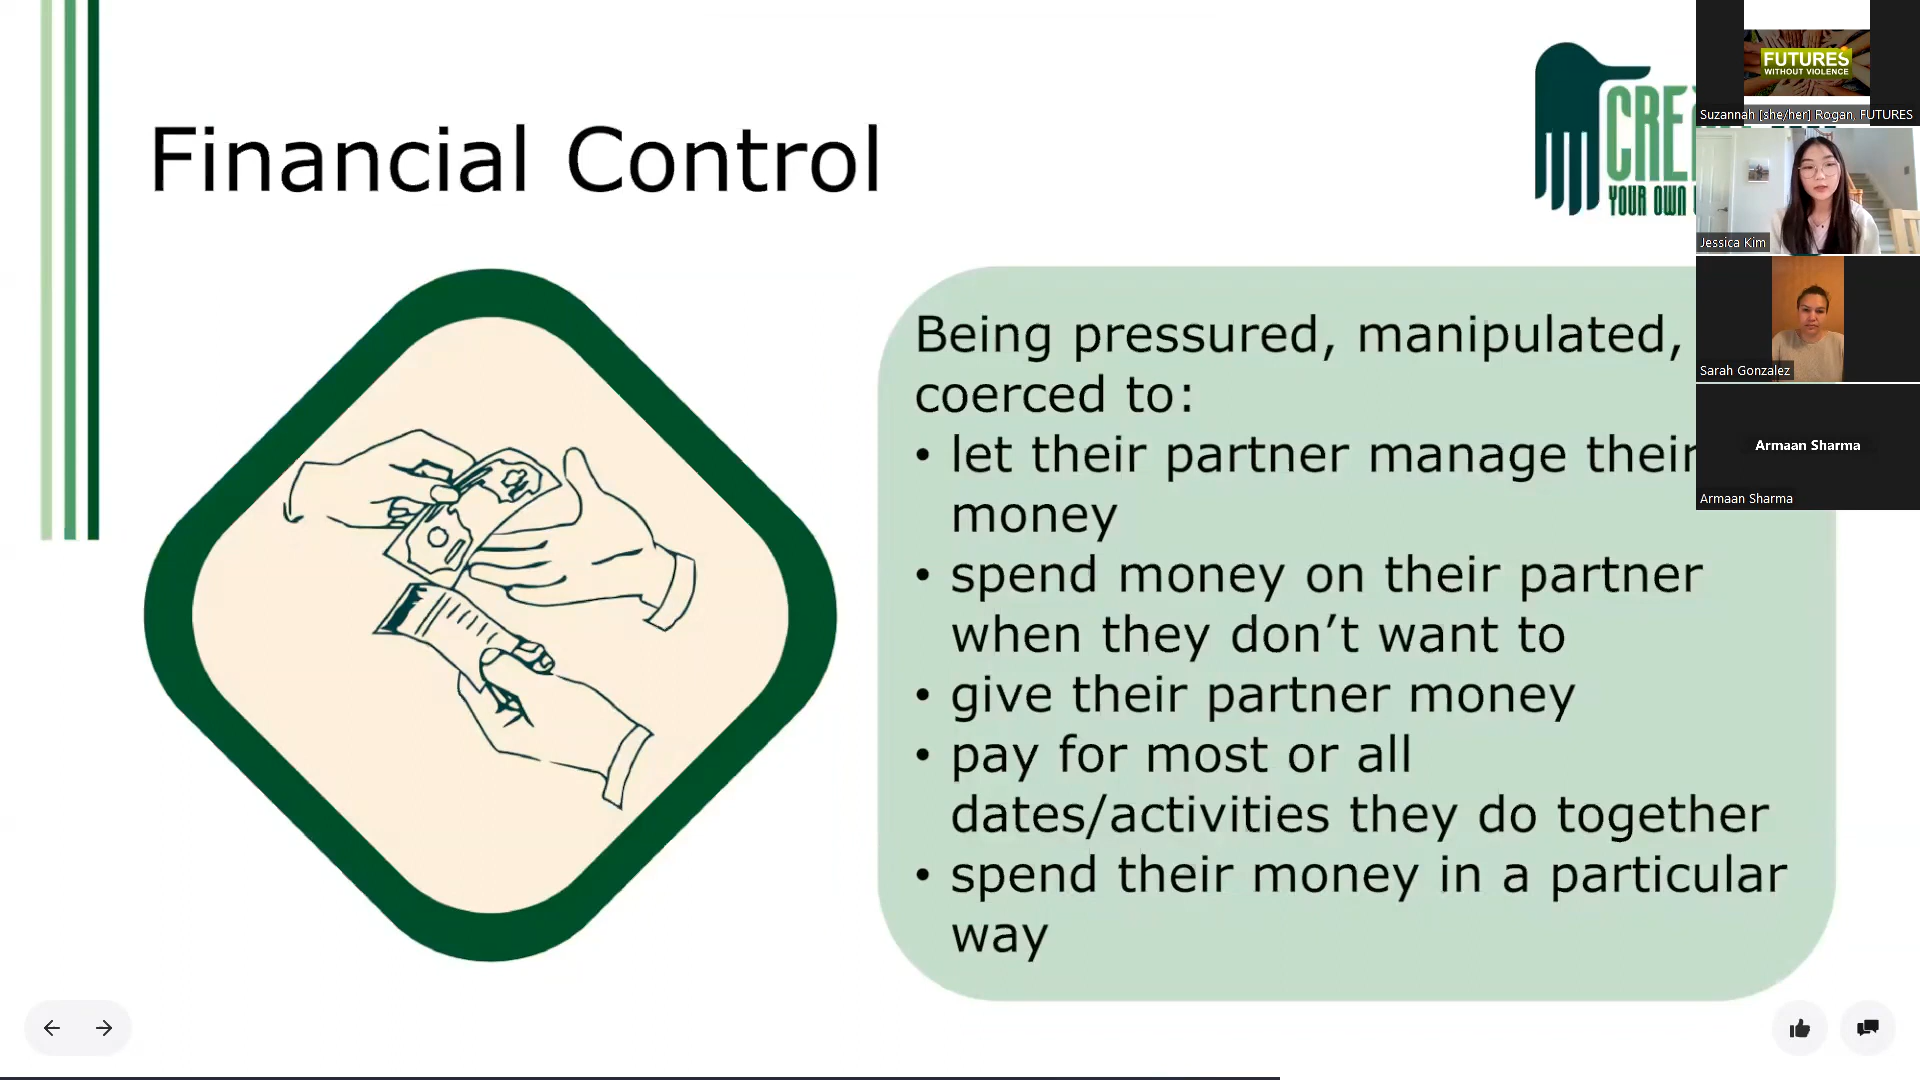 Financial Control
CRE
YOUR OWN
Being pressured, manipulated,
coerced to:
• let their partner manage their
money
• spend money on their partner
when they don’t want to
• give their partner money
• pay for most or all
dates/activities they do together
• spend their money in a particular
way
FUTURES
WITHOUT VIOLENCE
Suzannah [she/her] Rogan, FUTURES
Jessica Kim
Sarah Gonzalez
Armaan Sharma
Armaan Sharma